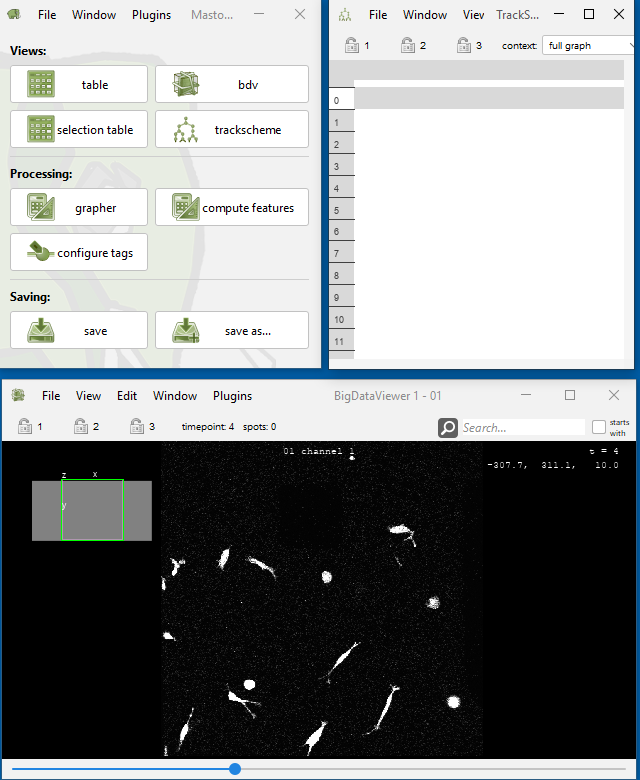 File Window Plugins Masto...
Views:
table bdv
selection table trackscheme
Processing:
grapher compute features
configure tags
Saving:
save save as...
File Window Viev TrackS...
1 2 3 context: full graph
0
1
2
3
4
5
6
7
8
9
10
11
File View Edit Window Plugins BigDataViewer 1 - 01
1 2 3 timepoint: 4 spots: 0 Search... starts with
01 channel 1 t = 4
-307.7, 311.1, 10.0
z x
y